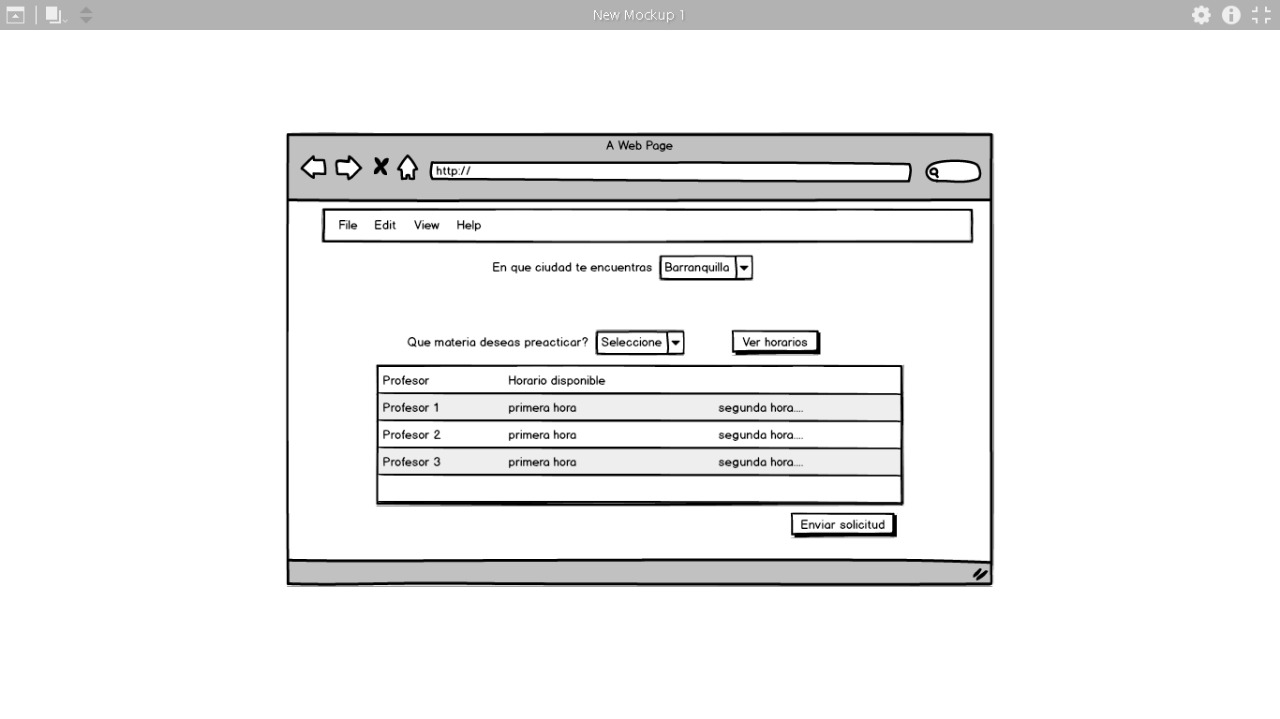 New Mockup 1
A Web Page
http://
File Edit View Help
En que ciudad te encuentras Barranquilla
Que materia deseas preacticar? Seleccione Ver horarios
Profesor Horario disponible
Profesor 1 primera hora segunda hora....
Profesor 2 primera hora segunda hora....
Profesor 3 primera hora segunda hora....
Enviar solicitud